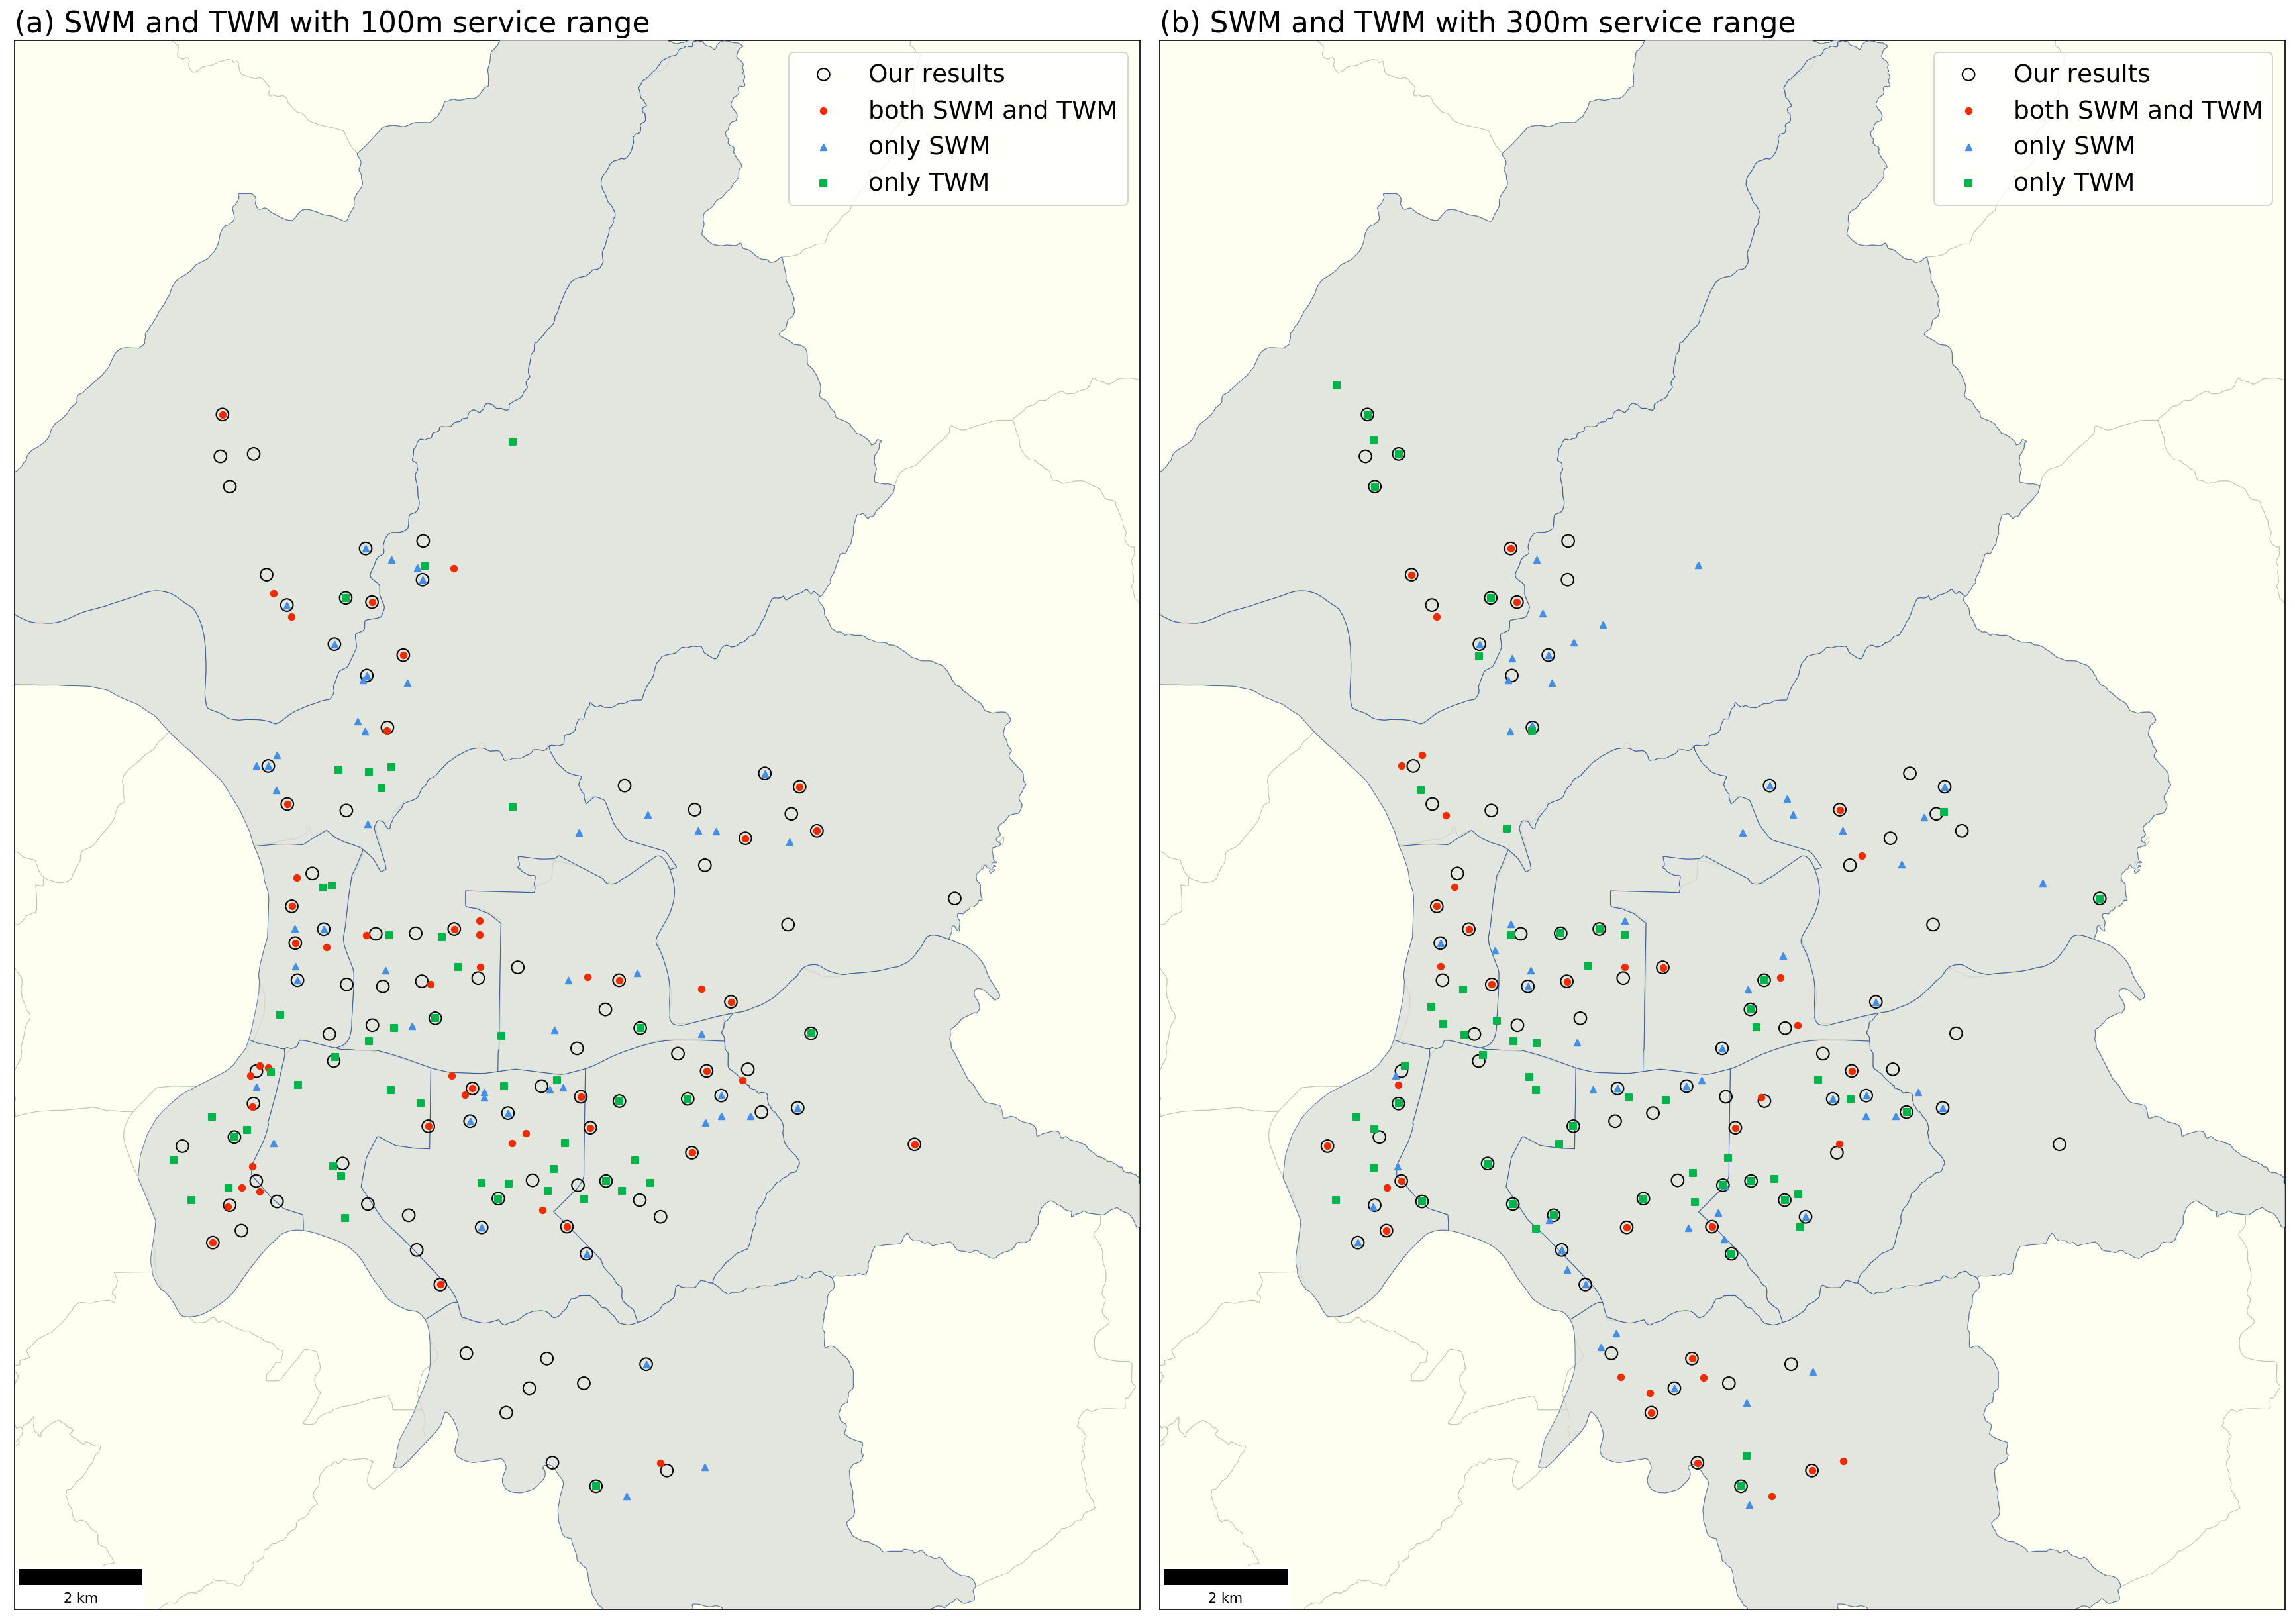 (a) SWM and TWM with 100m service range
Our results
both SWM and TWM
only SWM
only TWM
2 km
(b) SWM and TWM with 300m service range
Our results
both SWM and TWM
only SWM
only TWM
2 km